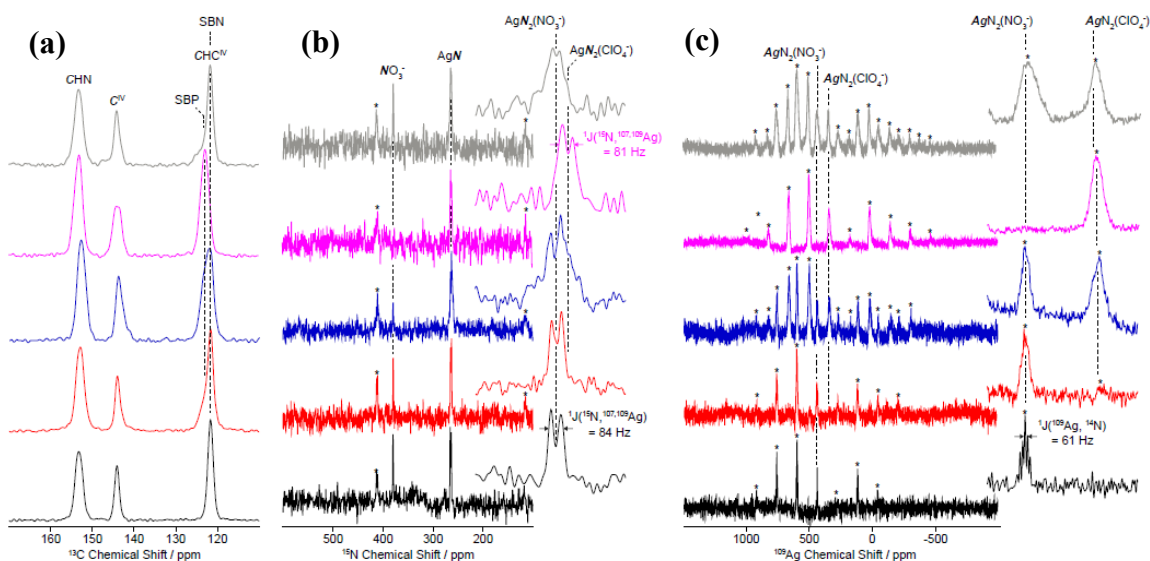 (a)
SBN
CHC^IV
CHN
C^IV
SBP
160 140 120
¹³C Chemical Shift / ppm
(b)
AgN₂(NO₃⁻)
AgN₂(ClO₄⁻)
AgN
NO₃⁻
* *
¹J(¹⁵N,¹⁰⁷,¹⁰⁹Ag)
= 81 Hz
* *
* *
* *
¹J(¹⁵N,¹⁰⁷,¹⁰⁹Ag)
= 84 Hz
* *
600 500 400 300 200
¹⁵N Chemical Shift / ppm
(c)
AgN₂(NO₃⁻)
AgN₂(ClO₄⁻)
AgN₂(NO₃⁻)
AgN₂(ClO₄⁻)
¹J(¹⁰⁹Ag, ¹⁴N)
= 61 Hz
1000 500 0 -500
¹⁰⁹Ag Chemical Shift / ppm